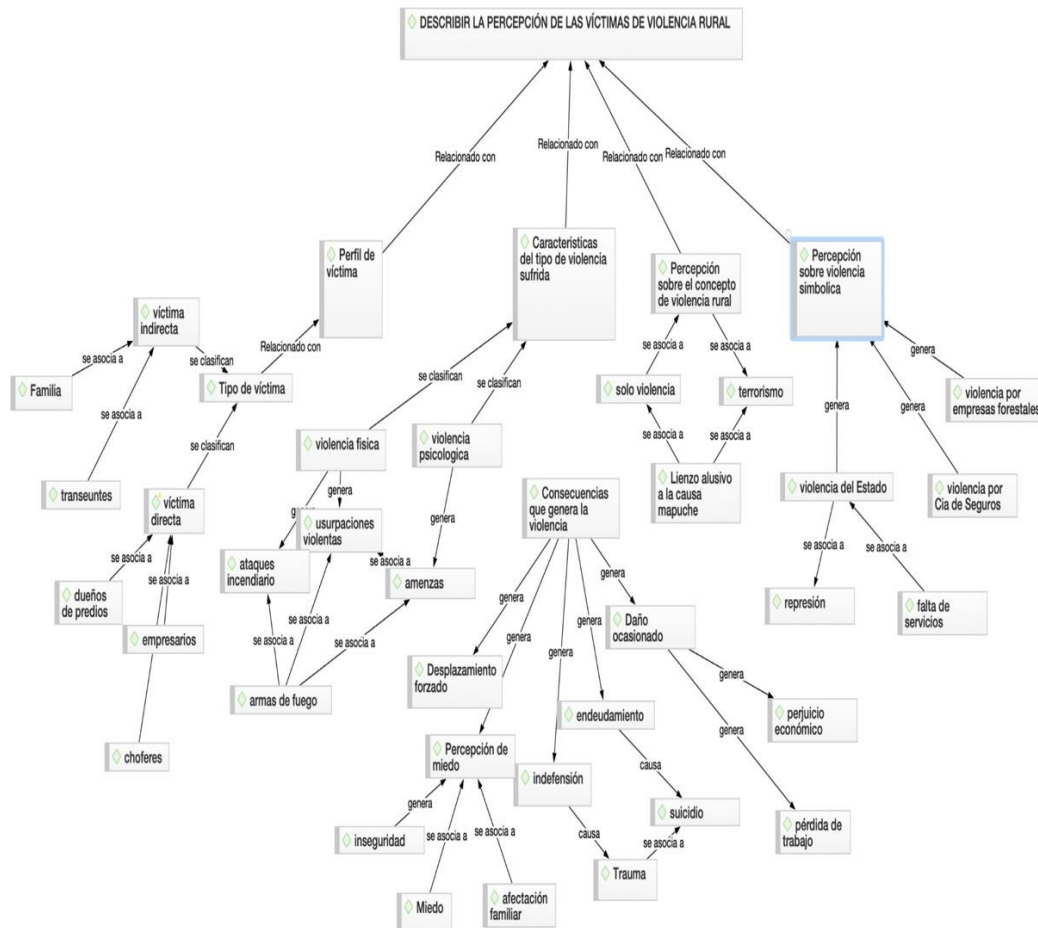 DESCRIBIR LA PERCEPCIÓN DE LAS VÍCTIMAS DE VIOLENCIA RURAL
Relacionado con
Relacionado con
Relacionado con
Relacionado con
Perfil de
víctima
Caracteristicas
del tipo de violencia
sufrida
Percepción
sobre el concepto
de violencia rural
Percepción
sobre violencia
simbolica
víctima
indirecta
se asocia a
se clasifican
Relacionado con
Familia
Tipo de víctima
se asocia a
se clasifican
transeuntes
víctima
directa
se asocia a
se asocia a
dueños
de predios
empresarios
choferes
se clasifican
se clasifican
violencia fisica
violencia
psicologica
genera
genera
genera
usurpaciones
violentas
ataques
incendiario
se asocia a
amenzas
se asocia a
se asocia a
se asocia a
armas de fuego
se asocia a
se asocia a
solo violencia
terrorismo
se asocia a
se asocia a
Lienzo alusivo
a la causa
mapuche
genera
violencia por
empresas forestales
genera
genera
violencia del Estado
violencia por
Cia de Seguros
se asocia a
se asocia a
represión
falta de
servicios
Consecuencias
que genera la
violencia
genera
genera
genera
genera
genera
Daño
ocasionado
Desplazamiento
forzado
genera
genera
endeudamiento
perjuicio
económico
Percepción de
miedo
indefensión
causa
genera
inseguridad
se asocia a
se asocia a
causa
suicidio
pérdida de
trabajo
se asocia a
Trauma
Miedo
afectación
familiar